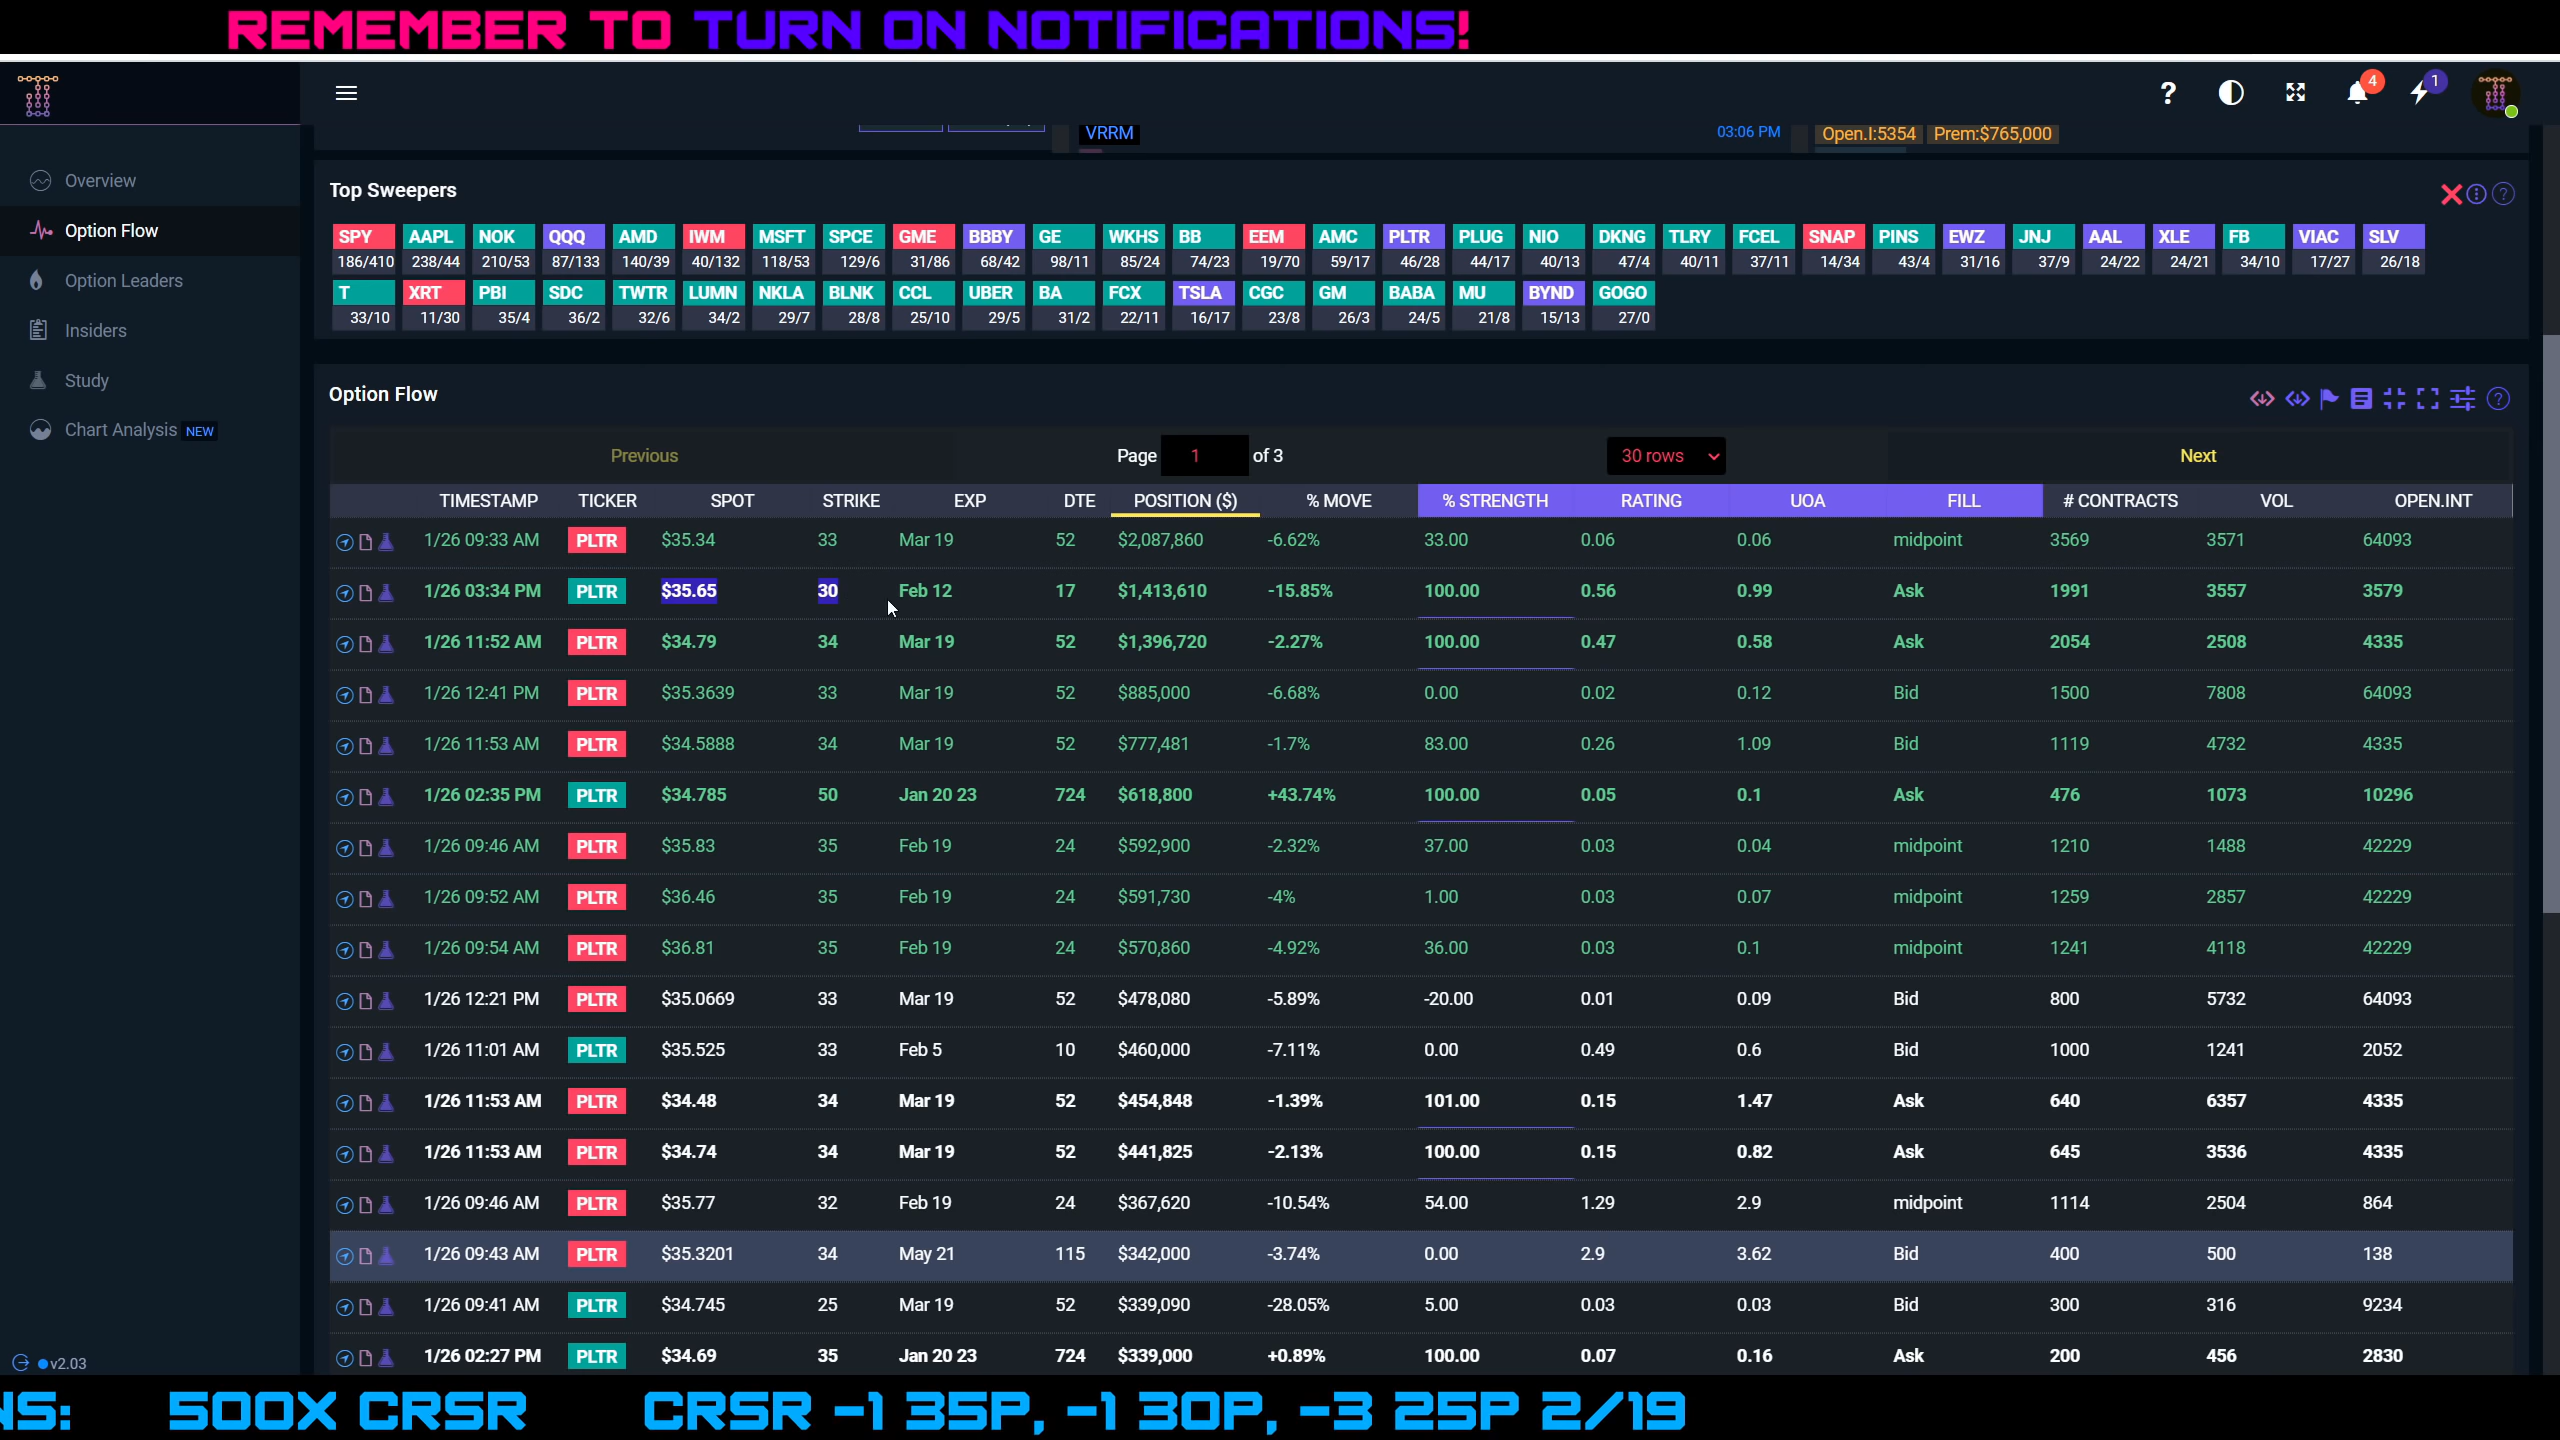 REMEMBER TO TURN ON NOTIFICATIONS!
4
1
VRRM
03:06 PM
Open.I:5354 Prem:$765,000
Overview
Option Flow
Option Leaders
Insiders
Study
Chart Analysis NEW
v2.03
Top Sweepers
SPY AAPL NOK QQQ AMD IWM MSFT SPCE GME BBBY GE WKHS BB EEM AMC PLTR PLUG NIO DKNG TLRY FCEL SNAP PINS EWZ JNJ AAL XLE FB VIAC SLV
186/410 238/44 210/53 87/133 140/39 40/132 118/53 129/6 31/86 68/42 98/11 85/24 74/23 19/70 59/17 46/28 44/17 40/13 47/4 40/11 37/11 14/34 43/4 31/16 37/9 24/22 24/21 34/10 17/27 26/18
T XRT PBI SDC TWTR LUMN NKLA BLNK CCL UBER BA FCX TSLA CGC GM BABA MU BYND GOGO
33/10 11/30 35/4 36/2 32/6 34/2 29/7 28/8 25/10 29/5 31/2 22/11 16/17 23/8 26/3 24/5 21/8 15/13 27/0
Option Flow
Previous Page 1 of 3 30 rows Next
TIMESTAMP TICKER SPOT STRIKE EXP DTE POSITION ($) % MOVE % STRENGTH RATING UOA FILL # CONTRACTS VOL OPEN.INT
1/26 09:33 AM PLTR $35.34 33 Mar 19 52 $2,087,860 -6.62% 33.00 0.06 0.06 midpoint 3569 3571 64093
1/26 03:34 PM PLTR $35.65 30 Feb 12 17 $1,413,610 -15.85% 100.00 0.56 0.99 Ask 1991 3557 3579
1/26 11:52 AM PLTR $34.79 34 Mar 19 52 $1,396,720 -2.27% 100.00 0.47 0.58 Ask 2054 2508 4335
1/26 12:41 PM PLTR $35.3639 33 Mar 19 52 $885,000 -6.68% 0.00 0.02 0.12 Bid 1500 7808 64093
1/26 11:53 AM PLTR $34.5888 34 Mar 19 52 $777,481 -1.7% 83.00 0.26 1.09 Bid 1119 4732 4335
1/26 02:35 PM PLTR $34.785 50 Jan 20 23 724 $618,800 +43.74% 100.00 0.05 0.1 Ask 476 1073 10296
1/26 09:46 AM PLTR $35.83 35 Feb 19 24 $592,900 -2.32% 37.00 0.03 0.04 midpoint 1210 1488 42229
1/26 09:52 AM PLTR $36.46 35 Feb 19 24 $591,730 -4% 1.00 0.03 0.07 midpoint 1259 2857 42229
1/26 09:54 AM PLTR $36.81 35 Feb 19 24 $570,860 -4.92% 36.00 0.03 0.1 midpoint 1241 4118 42229
1/26 12:21 PM PLTR $35.0669 33 Mar 19 52 $478,080 -5.89% -20.00 0.01 0.09 Bid 800 5732 64093
1/26 11:01 AM PLTR $35.525 33 Feb 5 10 $460,000 -7.11% 0.00 0.49 0.6 Bid 1000 1241 2052
1/26 11:53 AM PLTR $34.48 34 Mar 19 52 $454,848 -1.39% 101.00 0.15 1.47 Ask 640 6357 4335
1/26 11:53 AM PLTR $34.74 34 Mar 19 52 $441,825 -2.13% 100.00 0.15 0.82 Ask 645 3536 4335
1/26 09:46 AM PLTR $35.77 32 Feb 19 24 $367,620 -10.54% 54.00 1.29 2.9 midpoint 1114 2504 864
1/26 09:43 AM PLTR $35.3201 34 May 21 115 $342,000 -3.74% 0.00 2.9 3.62 Bid 400 500 138
1/26 09:41 AM PLTR $34.745 25 Mar 19 52 $339,090 -28.05% 5.00 0.03 0.03 Bid 300 316 9234
1/26 02:27 PM PLTR $34.69 35 Jan 20 23 724 $339,000 +0.89% 100.00 0.07 0.16 Ask 200 456 2830
NS: 500X CRSR CRSR -1 35P, -1 30P, -3 25P 2/19